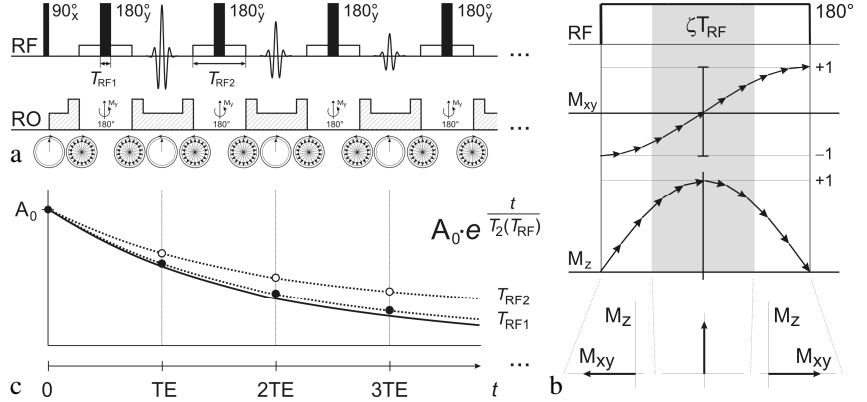 90°x 180°y 180°y 180°y 180°y
RF
TRF1 TRF2
...
My My My My
RO
180° 180° 180° 180°
...
a
A0
A0·e t/T2(TRF)
TRF2
TRF1
...
c
0 TE 2TE 3TE t
180°
ζTRF
RF
+1
Mxy
−1
+1
Mz
Mz Mz
Mxy Mxy
b